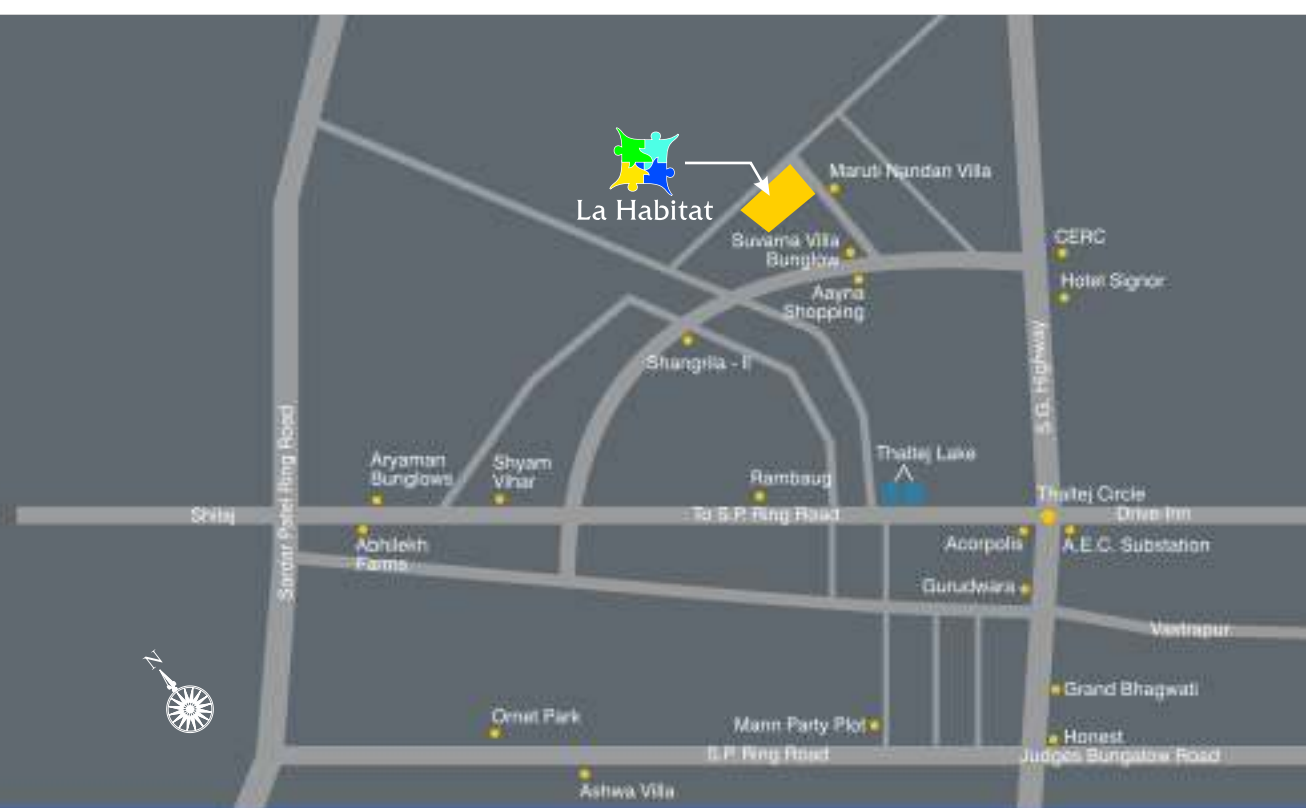 La Habitat
Maruti Nandan Villa
Suvarna Villa
Bunglow
CERC
Hotel Signor
Aayna
Shopping
Shangrila - II
S.G. Highway
Sardar Patel Ring Road
Aryaman
Bunglows
Shyam
Vihar
Rambaug
Thaltej Lake
Thaltej Circle
Shilaj
To S.P. Ring Road
Drive Inn
Abhilekh
Farms
Acorpolis
A.E.C. Substation
Gurudwara
Vastrapur
N
Grand Bhagwati
Ornet Park
Mann Party Plot
Honest
S.P. Ring Road
Judges Bungalow Road
Ashwa Villa